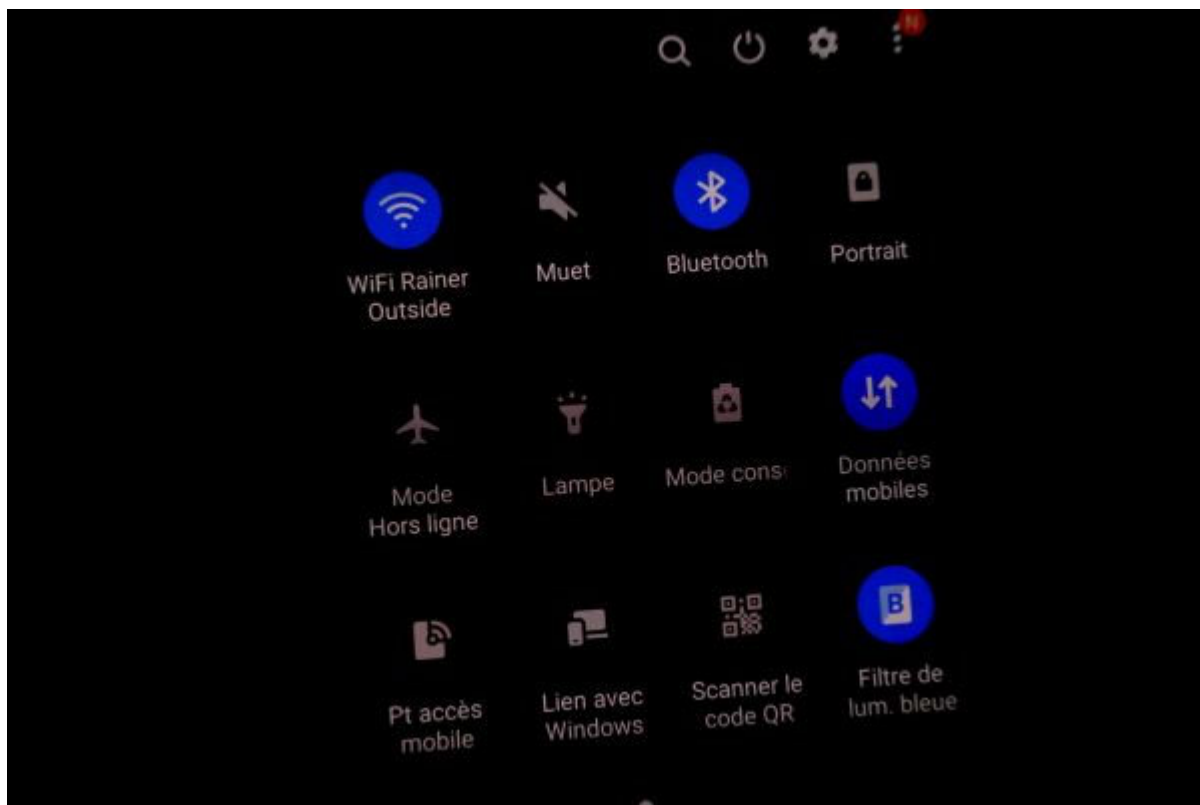 N
WiFi Rainer
Outside
Muet
Bluetooth
Portrait
Mode
Hors ligne
Lampe
Mode cons
Données
mobiles
Pt accès
mobile
Lien avec
Windows
Scanner le
code QR
B
Filtre de
lum. bleue